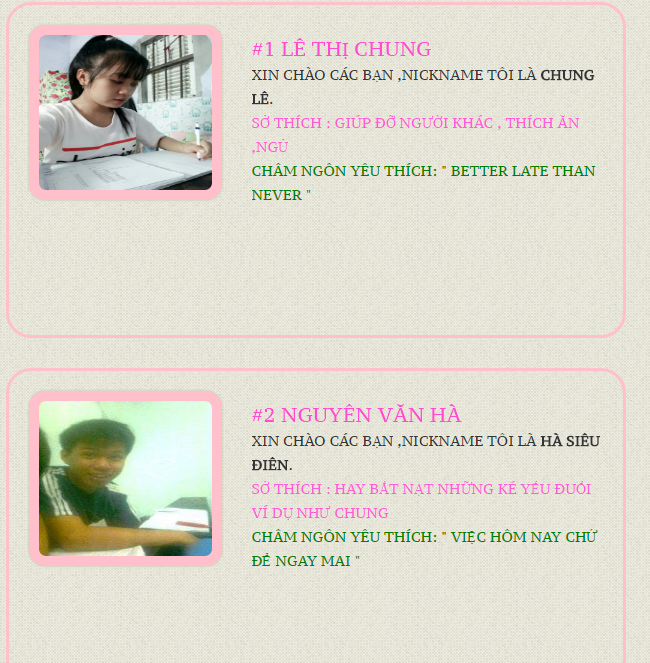 #1 LÊ THỊ CHUNG
XIN CHÀO CÁC BẠN ,NICKNAME TÔI LÀ CHUNG
LÊ.
SỞ THÍCH : GIÚP ĐỠ NGƯỜI KHÁC , THÍCH ĂN
,NGỦ
CHÂM NGÔN YÊU THÍCH: " BETTER LATE THAN
NEVER "
#2 NGUYỄN VĂN HÀ
XIN CHÀO CÁC BẠN ,NICKNAME TÔI LÀ HÀ SIÊU
ĐIÊN.
SỞ THÍCH : HAY BẮT NẠT NHỮNG KẺ YẾU ĐUỐI
VÍ DỤ NHƯ CHUNG
CHÂM NGÔN YÊU THÍCH: " VIỆC HÔM NAY CHỨ
ĐỂ NGAY MAI "